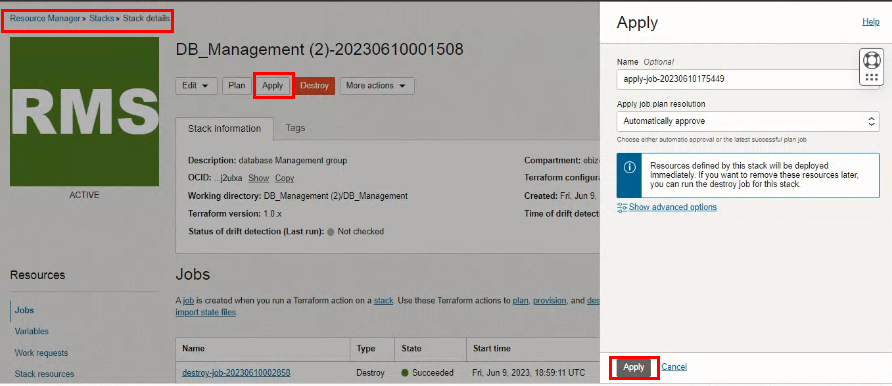 Resource Manager » Stacks » Stack details
RMS
ACTIVE
DB_Management (2)-20230610001508
Edit Plan Apply Destroy More actions
Stack information Tags
Description: database Management group
OCID: ...j2ulxa Show Copy
Working directory: DB_Management (2)/DB_Management
Terraform version: 1.0.x
Status of drift detection (Last run): Not checked
Compartment: ebiz
Terraform configura
Created: Fri, Jun 9,
Time of drift detect
Resources
Jobs
Variables
Work requests
Stack resources
Jobs
A job is created when you run a Terraform action on a stack. Use these Terraform actions to plan, provision, and des
import state files.
Name Type State Start time
destroy-job-20230610002858 Destroy Succeeded Fri, Jun 9, 2023, 18:59:11 UTC
Apply
Help
Name Optional
apply-job-20230610175449
Apply job plan resolution
Automatically approve
Choose either automatic approval or the latest successful plan job
Resources defined by this stack will be deployed
immediately. If you want to remove these resources later,
you can run the destroy job for this stack.
Show advanced options
Apply Cancel